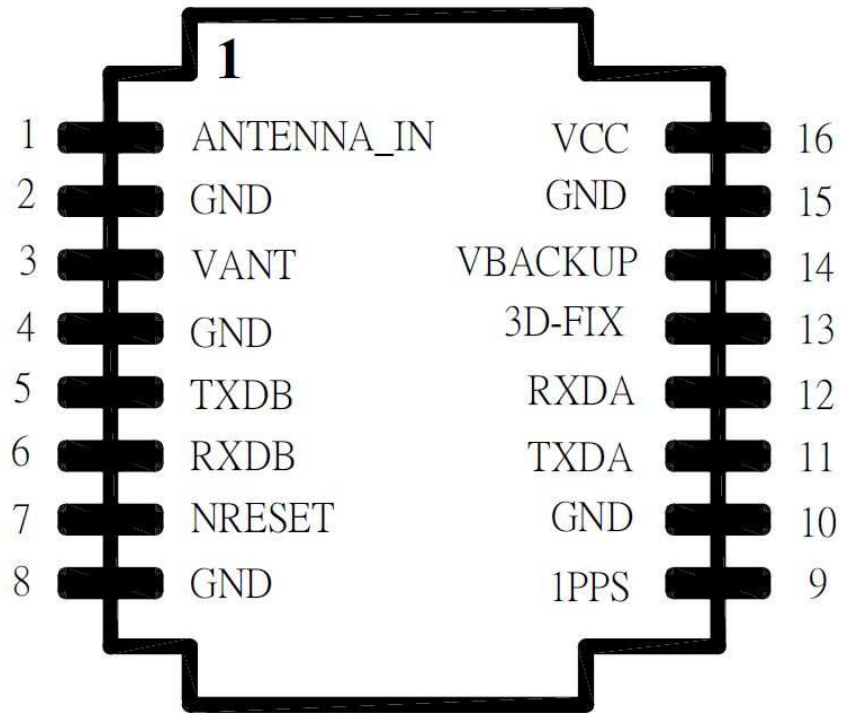 1
1 ANTENNA_IN VCC 16
2 GND GND 15
3 VANT VBACKUP 14
4 GND 3D-FIX 13
5 TXDB RXDA 12
6 RXDB TXDA 11
7 NRESET GND 10
8 GND 1PPS 9